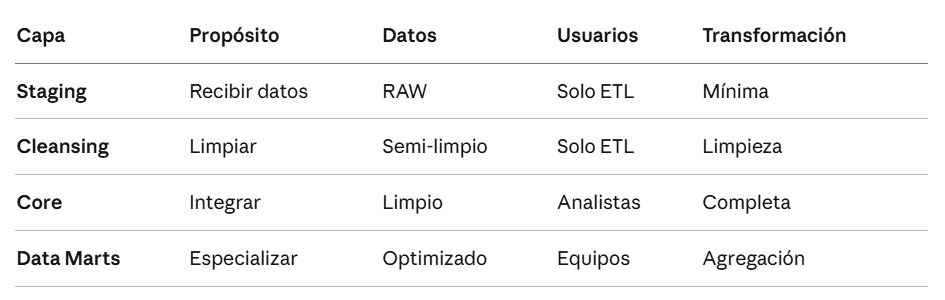 Capa Propósito Datos Usuarios Transformación
Staging Recibir datos RAW Solo ETL Mínima
Cleansing Limpiar Semi-limpio Solo ETL Limpieza
Core Integrar Limpio Analistas Completa
Data Marts Especializar Optimizado Equipos Agregación